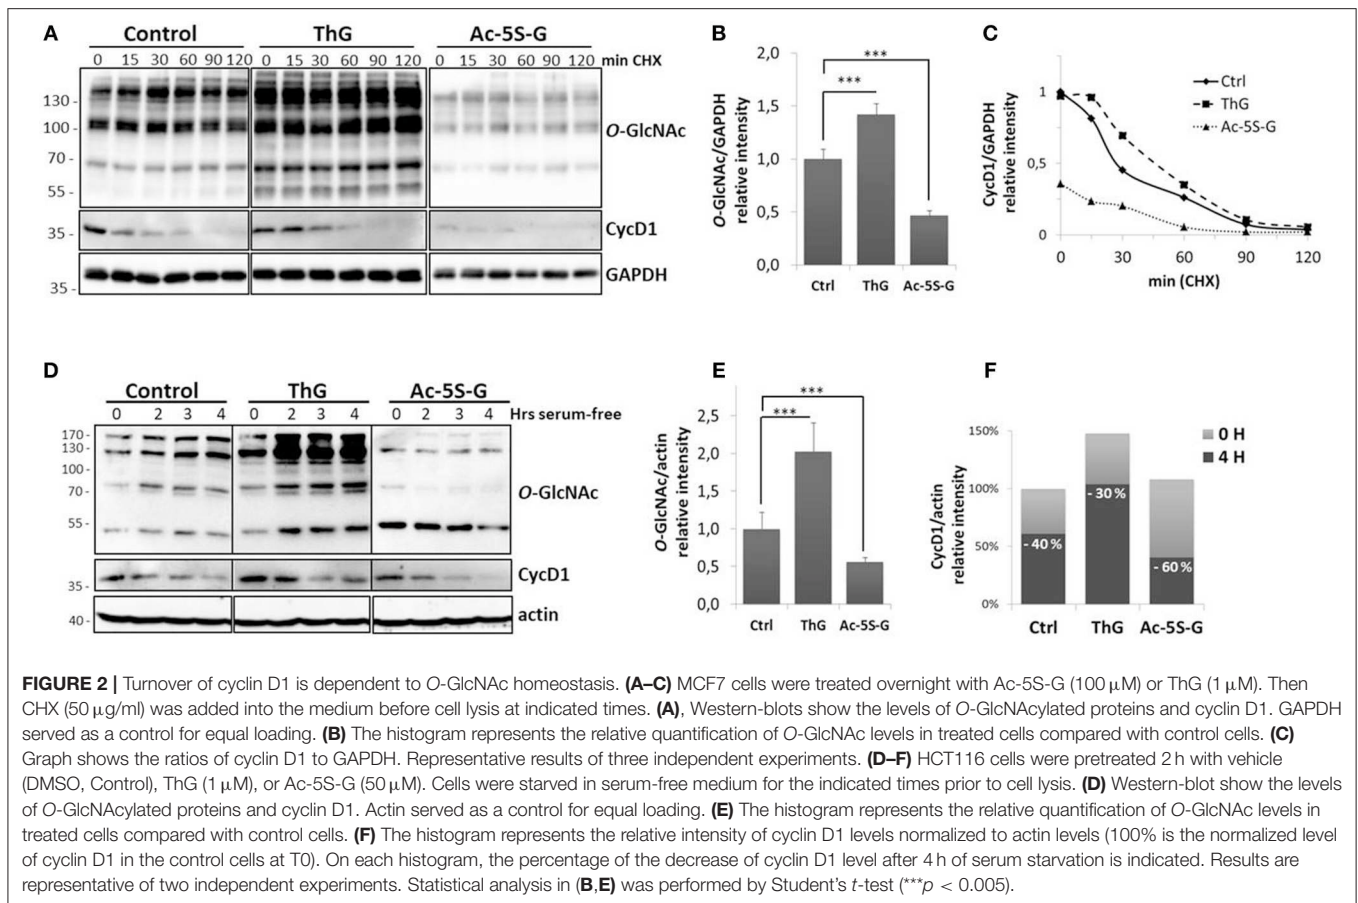 A
Control ThG Ac-5S-G
0 15 30 60 90 120 0 15 30 60 90 120 0 15 30 60 90 120 min CHX
130 -
100 -
70 -
55 -
O-GlcNAc
35 -
CycD1
35 -
GAPDH
B
O-GlcNAc/GAPDH
relative intensity
2,0
1,5
1,0
0,5
0,0
***
***
Ctrl ThG Ac-5S-G
C
CycD1/GAPDH
relative intensity
1
0,5
0
Ctrl
ThG
Ac-5S-G
0 30 60 90 120
min (CHX)
D
Control ThG Ac-5S-G
0 2 3 4 0 2 3 4 0 2 3 4 Hrs serum-free
170 -
130 -
100 -
70 -
55 -
O-GlcNAc
35 -
CycD1
40 -
actin
E
O-GlcNAc/actin
relative intensity
2,5
2,0
1,5
1,0
0,5
0,0
***
***
Ctrl ThG Ac-5S-G
F
CycD1/actin
relative intensity
150%
100%
50%
0%
- 40 %
- 30 %
- 60 %
0 H
4 H
Ctrl ThG Ac-5S-G
FIGURE 2 | Turnover of cyclin D1 is dependent to O-GlcNAc homeostasis. (A–C) MCF7 cells were treated overnight with Ac-5S-G (100 μM) or ThG (1 μM). Then
CHX (50 μg/ml) was added into the medium before cell lysis at indicated times. (A), Western-blots show the levels of O-GlcNAcylated proteins and cyclin D1. GAPDH
served as a control for equal loading. (B) The histogram represents the relative quantification of O-GlcNAc levels in treated cells compared with control cells. (C)
Graph shows the ratios of cyclin D1 to GAPDH. Representative results of three independent experiments. (D–F) HCT116 cells were pretreated 2 h with vehicle
(DMSO, Control), ThG (1 μM), or Ac-5S-G (50 μM). Cells were starved in serum-free medium for the indicated times prior to cell lysis. (D) Western-blot show the levels
of O-GlcNAcylated proteins and cyclin D1. Actin served as a control for equal loading. (E) The histogram represents the relative quantification of O-GlcNAc levels in
treated cells compared with control cells. (F) The histogram represents the relative intensity of cyclin D1 levels normalized to actin levels (100% is the normalized level
of cyclin D1 in the control cells at T0). On each histogram, the percentage of the decrease of cyclin D1 level after 4 h of serum starvation is indicated. Results are
representative of two independent experiments. Statistical analysis in (B,E) was performed by Student's t-test (***p < 0.005).